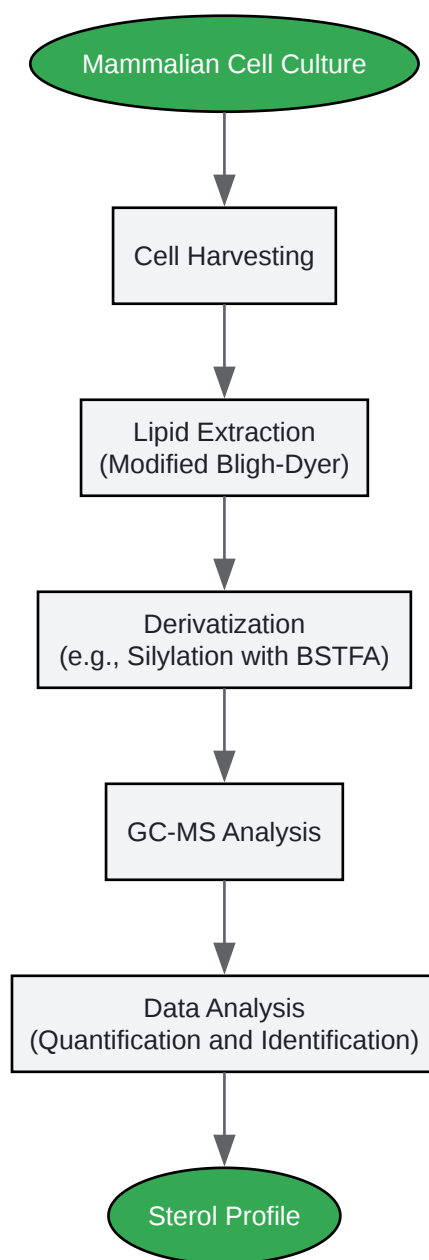 Mammalian Cell Culture
Cell Harvesting
Lipid Extraction
(Modified Bligh-Dyer)
Derivatization
(e.g., Silylation with BSTFA)
GC-MS Analysis
Data Analysis
(Quantification and Identification)
Sterol Profile